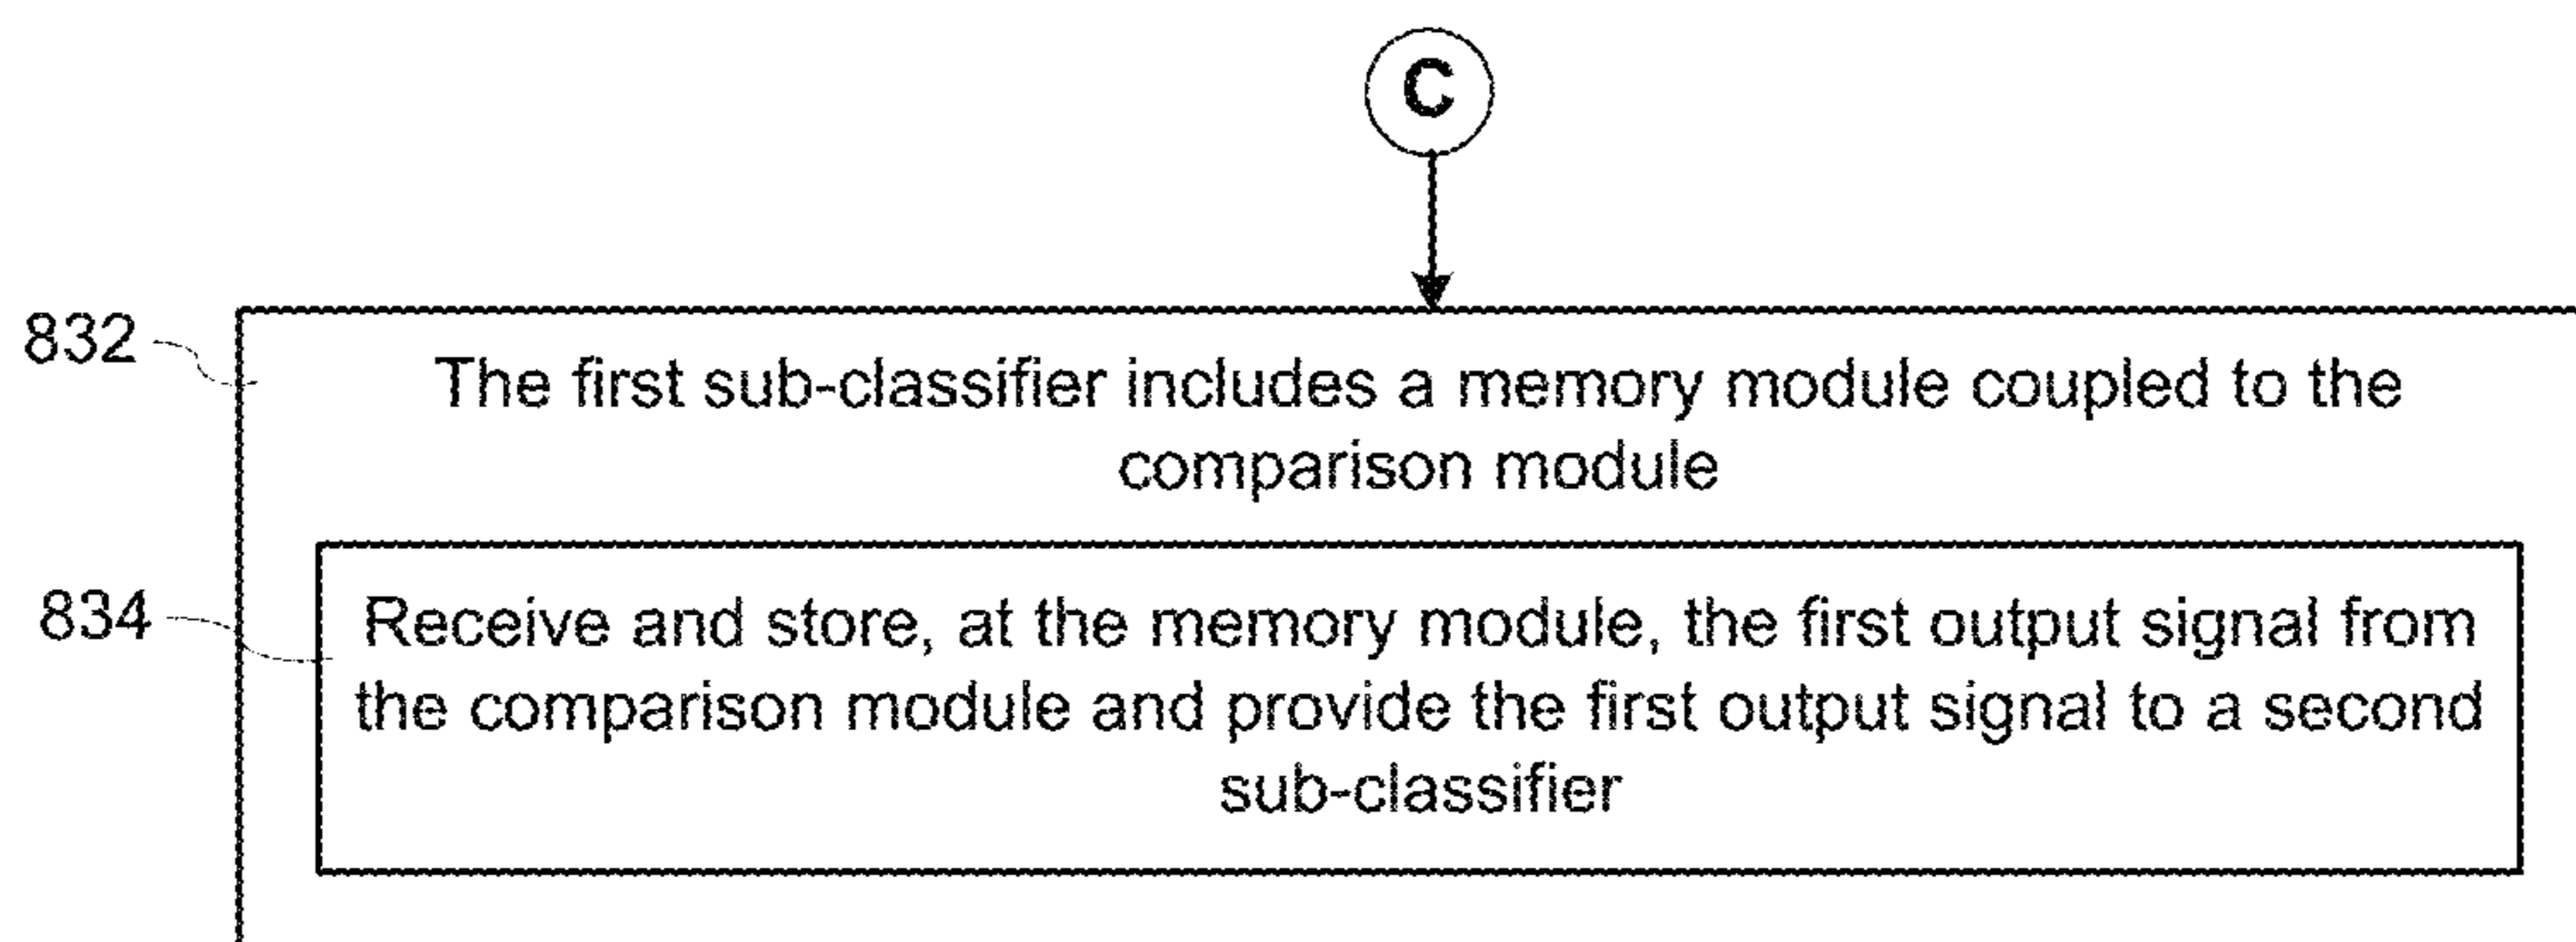 C
832
The first sub-classifier includes a memory module coupled to the
comparison module
834
Receive and store, at the memory module, the first output signal from
the comparison module and provide the first output signal to a second
sub-classifier